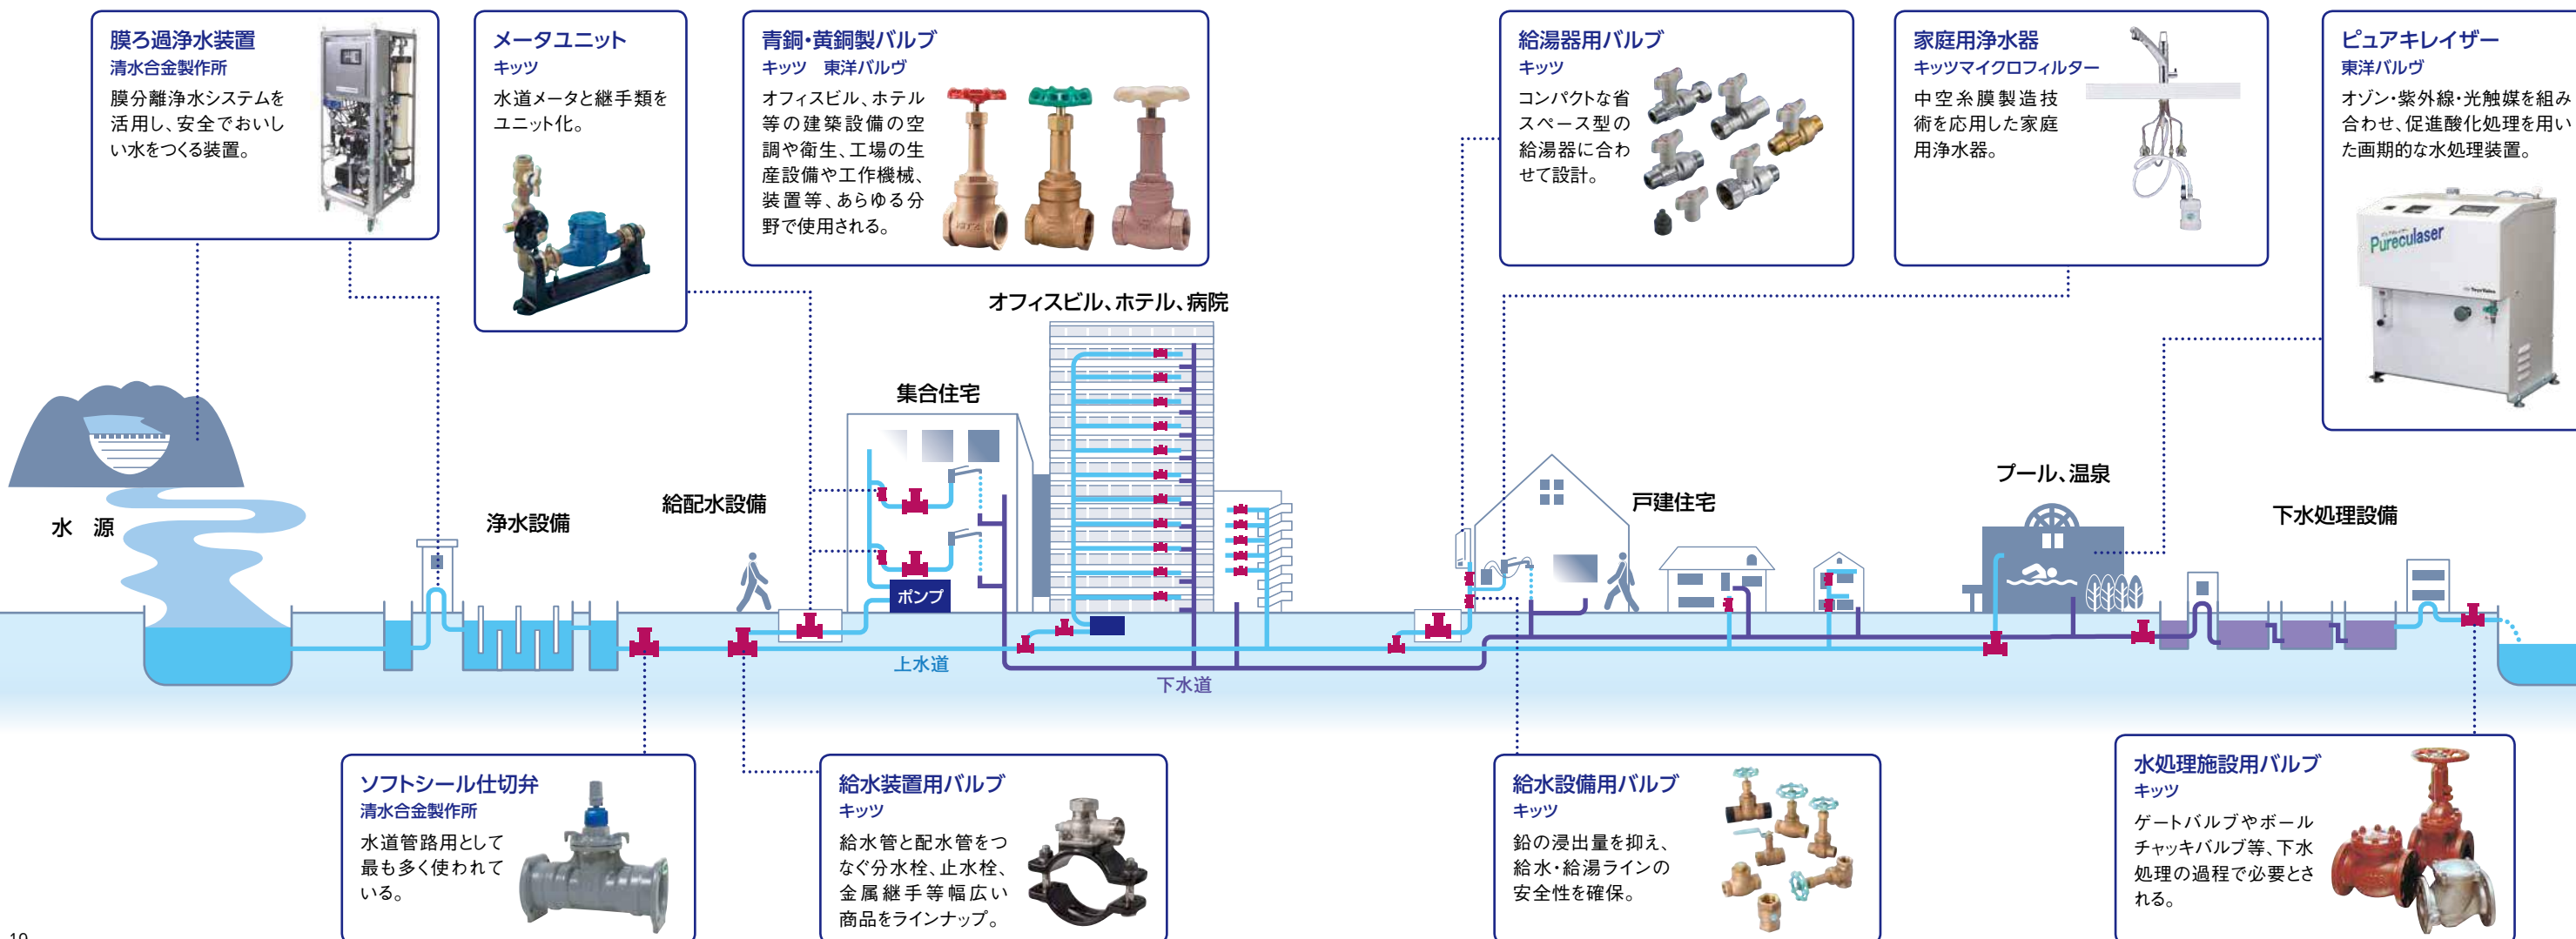 膜ろ過浄水装置
清水合金製作所
膜分離浄水システムを
活用し、安全でおいし
い水をつくる装置。
メータユニット
キッツ
水道メータと継手類を
ユニット化。
青銅・黄銅製バルブ
キッツ　東洋バルヴ
オフィスビル、ホテル
等の建築設備の空
調や衛生、工場の生
産設備や工作機械、
装置等、あらゆる分
野で使用される。
給湯器用バルブ
キッツ
コンパクトな省
スペース型の
給湯器に合わ
せて設計。
家庭用浄水器
キッツマイクロフィルター
中空糸膜製造技
術を応用した家庭
用浄水器。
ピュアキレイザー
東洋バルヴ
オゾン・紫外線・光触媒を組み
合わせ、促進酸化処理を用い
た画期的な水処理装置。
Pureculaser
オフィスビル、ホテル、病院
集合住宅
給配水設備
浄水設備
水　源
ポンプ
戸建住宅
プール、温泉
下水処理設備
上水道
下水道
ソフトシール仕切弁
清水合金製作所
水道管路用として
最も多く使われて
いる。
給水装置用バルブ
キッツ
給水管と配水管をつ
なぐ分水栓、止水栓、
金属継手等幅広い
商品をラインナップ。
給水設備用バルブ
キッツ
鉛の浸出量を抑え、
給水・給湯ラインの
安全性を確保。
水処理施設用バルブ
キッツ
ゲートバルブやボール
チャッキバルブ等、下水
処理の過程で必要とさ
れる。